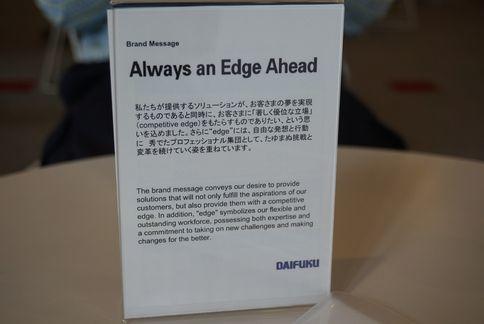 Brand Message
Always an Edge Ahead
私たちが提供するソリューションが、お客さまの夢を実現
するものであると同時に、お客さまに「著しく優位な立場」
(competitive edge)をもたらすものでありたい、という思
いを込めました。さらに"edge"には、自由な発想と行動
に 秀でたプロフェッショナル集団として、たゆまぬ挑戦と
変革を続けていく姿を重ねています。
The brand message conveys our desire to provide
solutions that will not only fulfill the aspirations of our
customers, but also provide them with a competitive
edge. In addition, "edge" symbolizes our flexible and
outstanding workforce, possessing both expertise and
a commitment to taking on new challenges and making
changes for the better.
DAIFUKU